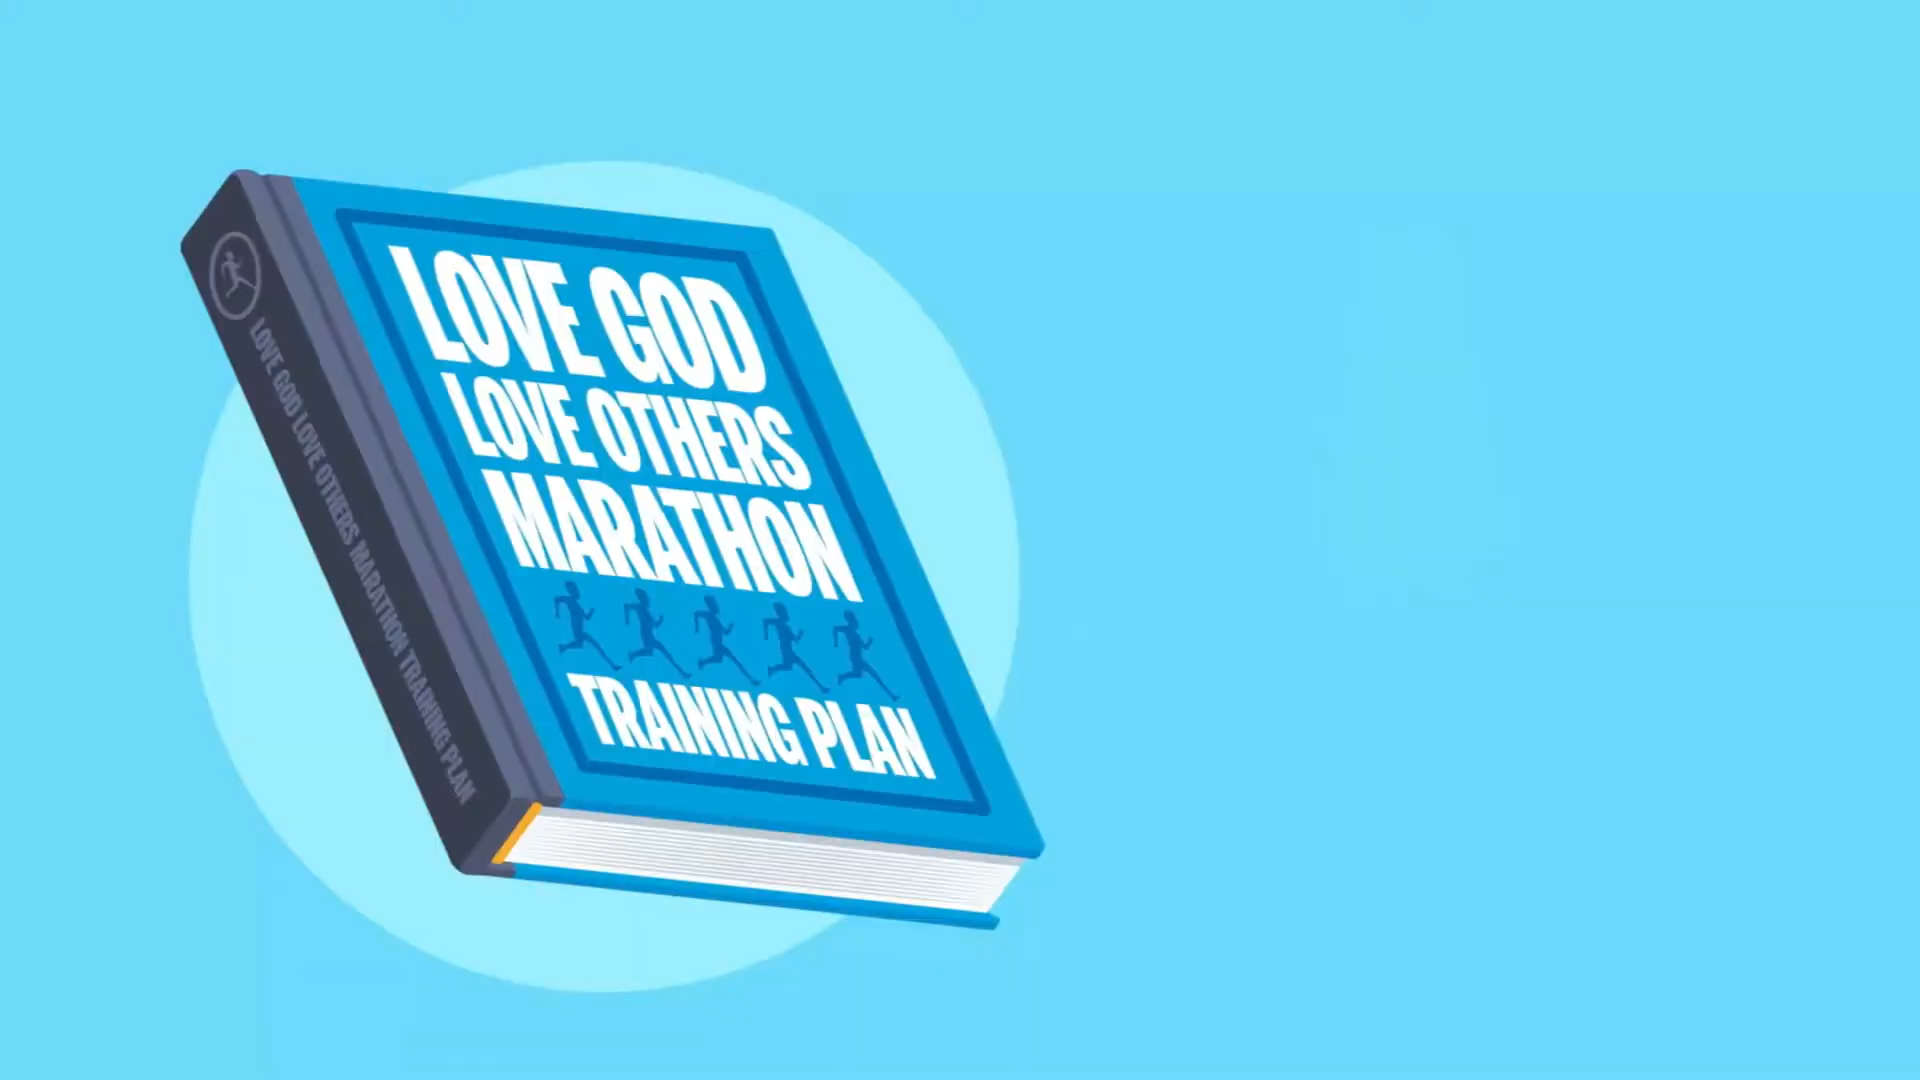 LOVE GOD
LOVE OTHERS
MARATHON
TRAINING PLAN
LOVE GOD LOVE OTHERS MARATHON TRAINING PLAN